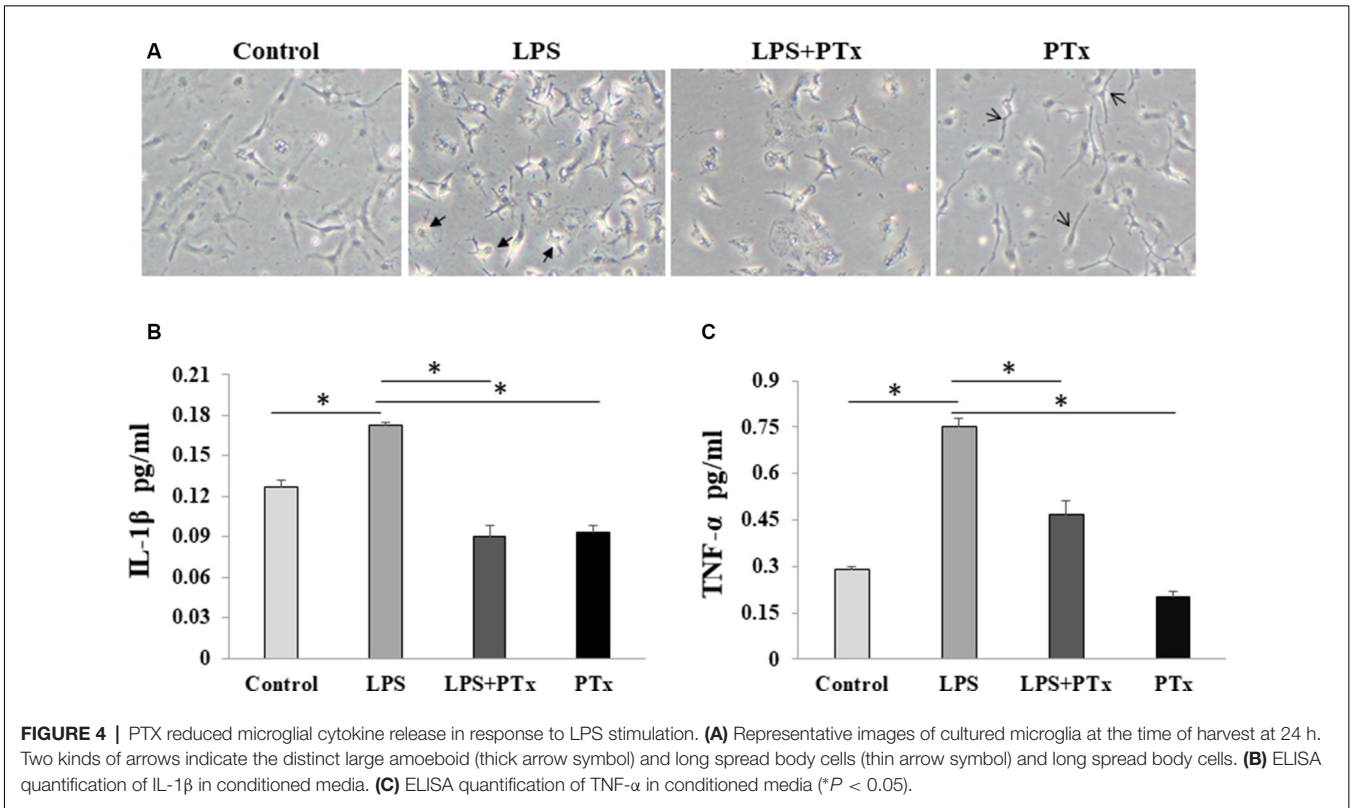 A
Control
LPS
LPS+PTx
PTx
B
C
0.21
0.18
0.15
0.12
0.09
0.06
0.03
0
IL-1β pg/ml
*
*
*
Control LPS LPS+PTx PTx
0.9
0.75
0.6
0.45
0.3
0.15
0
TNF-α pg/ml
*
*
*
Control LPS LPS+PTx PTx
FIGURE 4 | PTX reduced microglial cytokine release in response to LPS stimulation. (A) Representative images of cultured microglia at the time of harvest at 24 h.
Two kinds of arrows indicate the distinct large amoeboid (thick arrow symbol) and long spread body cells (thin arrow symbol) and long spread body cells. (B) ELISA
quantification of IL-1β in conditioned media. (C) ELISA quantification of TNF-α in conditioned media (*P < 0.05).